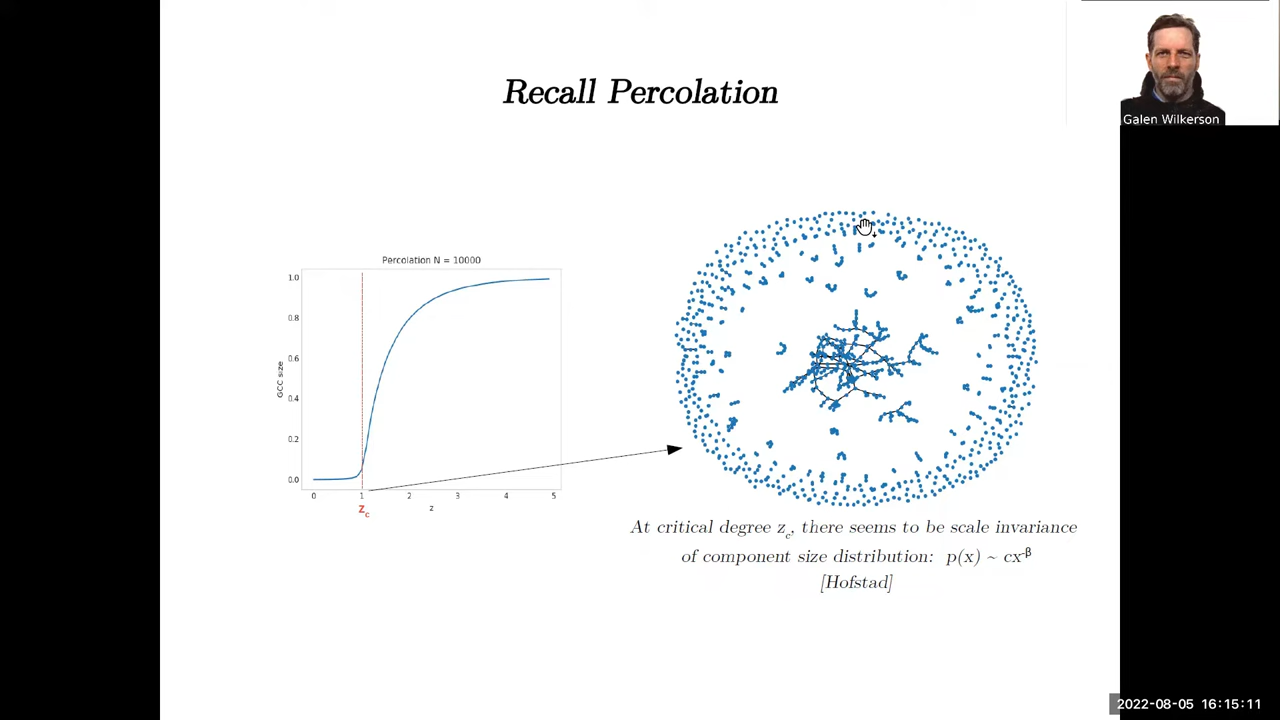 Recall Percolation
Galen Wilkerson
Percolation N = 10000
1.0
0.8
0.6
0.4
0.2
0.0
GCC size
0 1 2 3 4 5
zc
z
At critical degree zc, there seems to be scale invariance
of component size distribution: p(x) ~ cx-β
[Hofstad]
2022-08-05 16:15:11